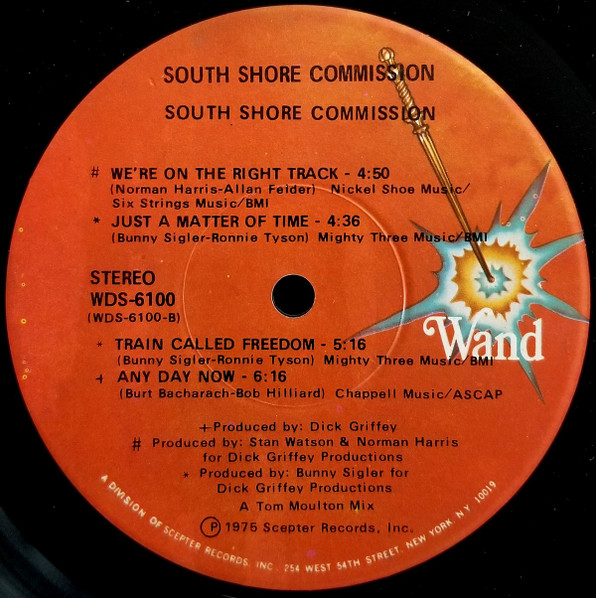 SOUTH SHORE COMMISSION
SOUTH SHORE COMMISSION
# WE'RE ON THE RIGHT TRACK - 4:50
(Norman Harris-Allan Felder) Nickel Shoe Music/
Six Strings Music/BMI
* JUST A MATTER OF TIME - 4:36
(Bunny Sigler-Ronnie Tyson) Mighty Three Music/BMI
STEREO
WDS-6100
(WDS-6100-B)
Wand
* TRAIN CALLED FREEDOM - 5:16
(Bunny Sigler-Ronnie Tyson) Mighty Three Music/BMI
+ ANY DAY NOW - 6:16
(Burt Bacharach-Bob Hilliard) Chappell Music/ASCAP
+Produced by: Dick Griffey
# Produced by: Stan Watson & Norman Harris
for Dick Griffey Productions
* Produced by: Bunny Sigler for
Dick Griffey Productions
A Tom Moulton Mix
Ⓟ 1975 Scepter Records, Inc.
A DIVISION OF SCEPTER RECORDS, INC. 254 WEST 54TH STREET, NEW YORK, N.Y. 10019